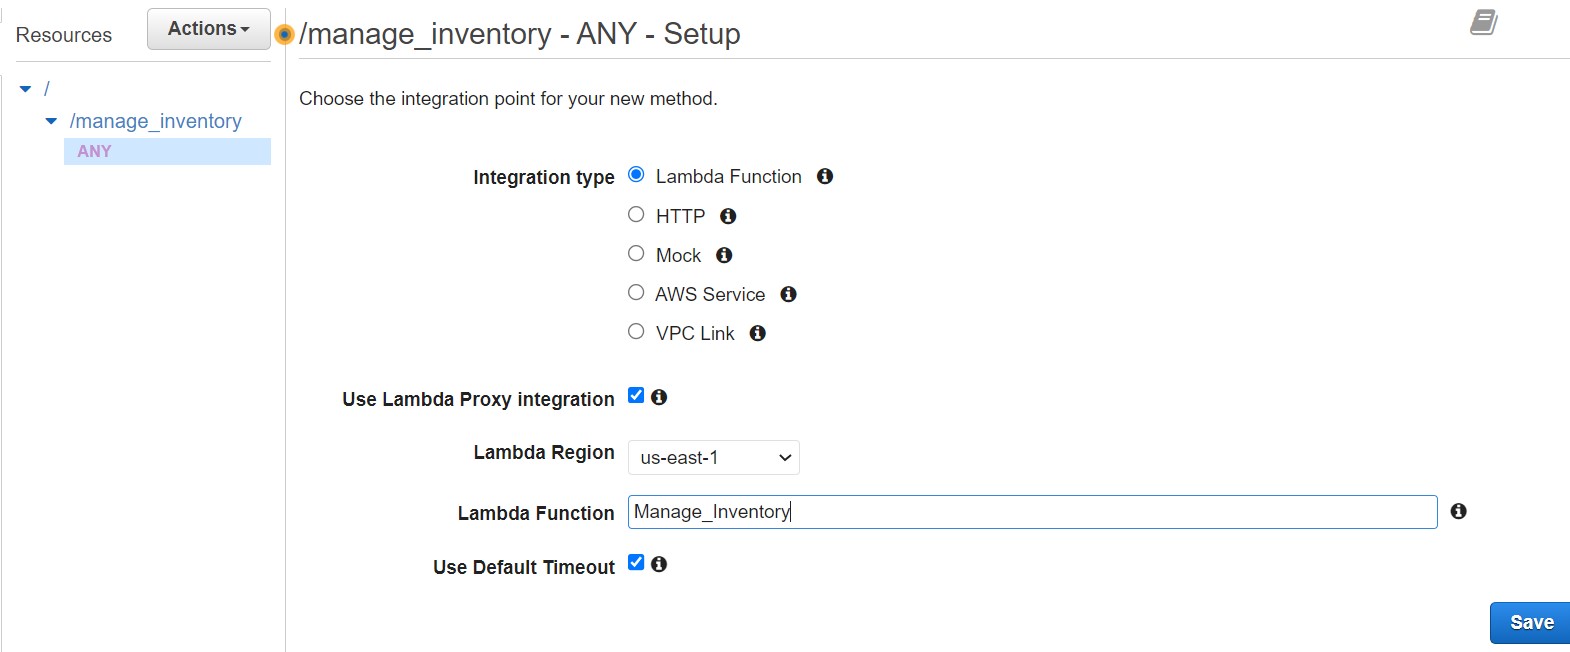 Resources
Actions
/manage_inventory - ANY - Setup
/
/manage_inventory
ANY
Choose the integration point for your new method.
Integration type
Lambda Function
HTTP
Mock
AWS Service
VPC Link
Use Lambda Proxy integration
Lambda Region
us-east-1
Lambda Function
Manage_Inventory
Use Default Timeout
Save